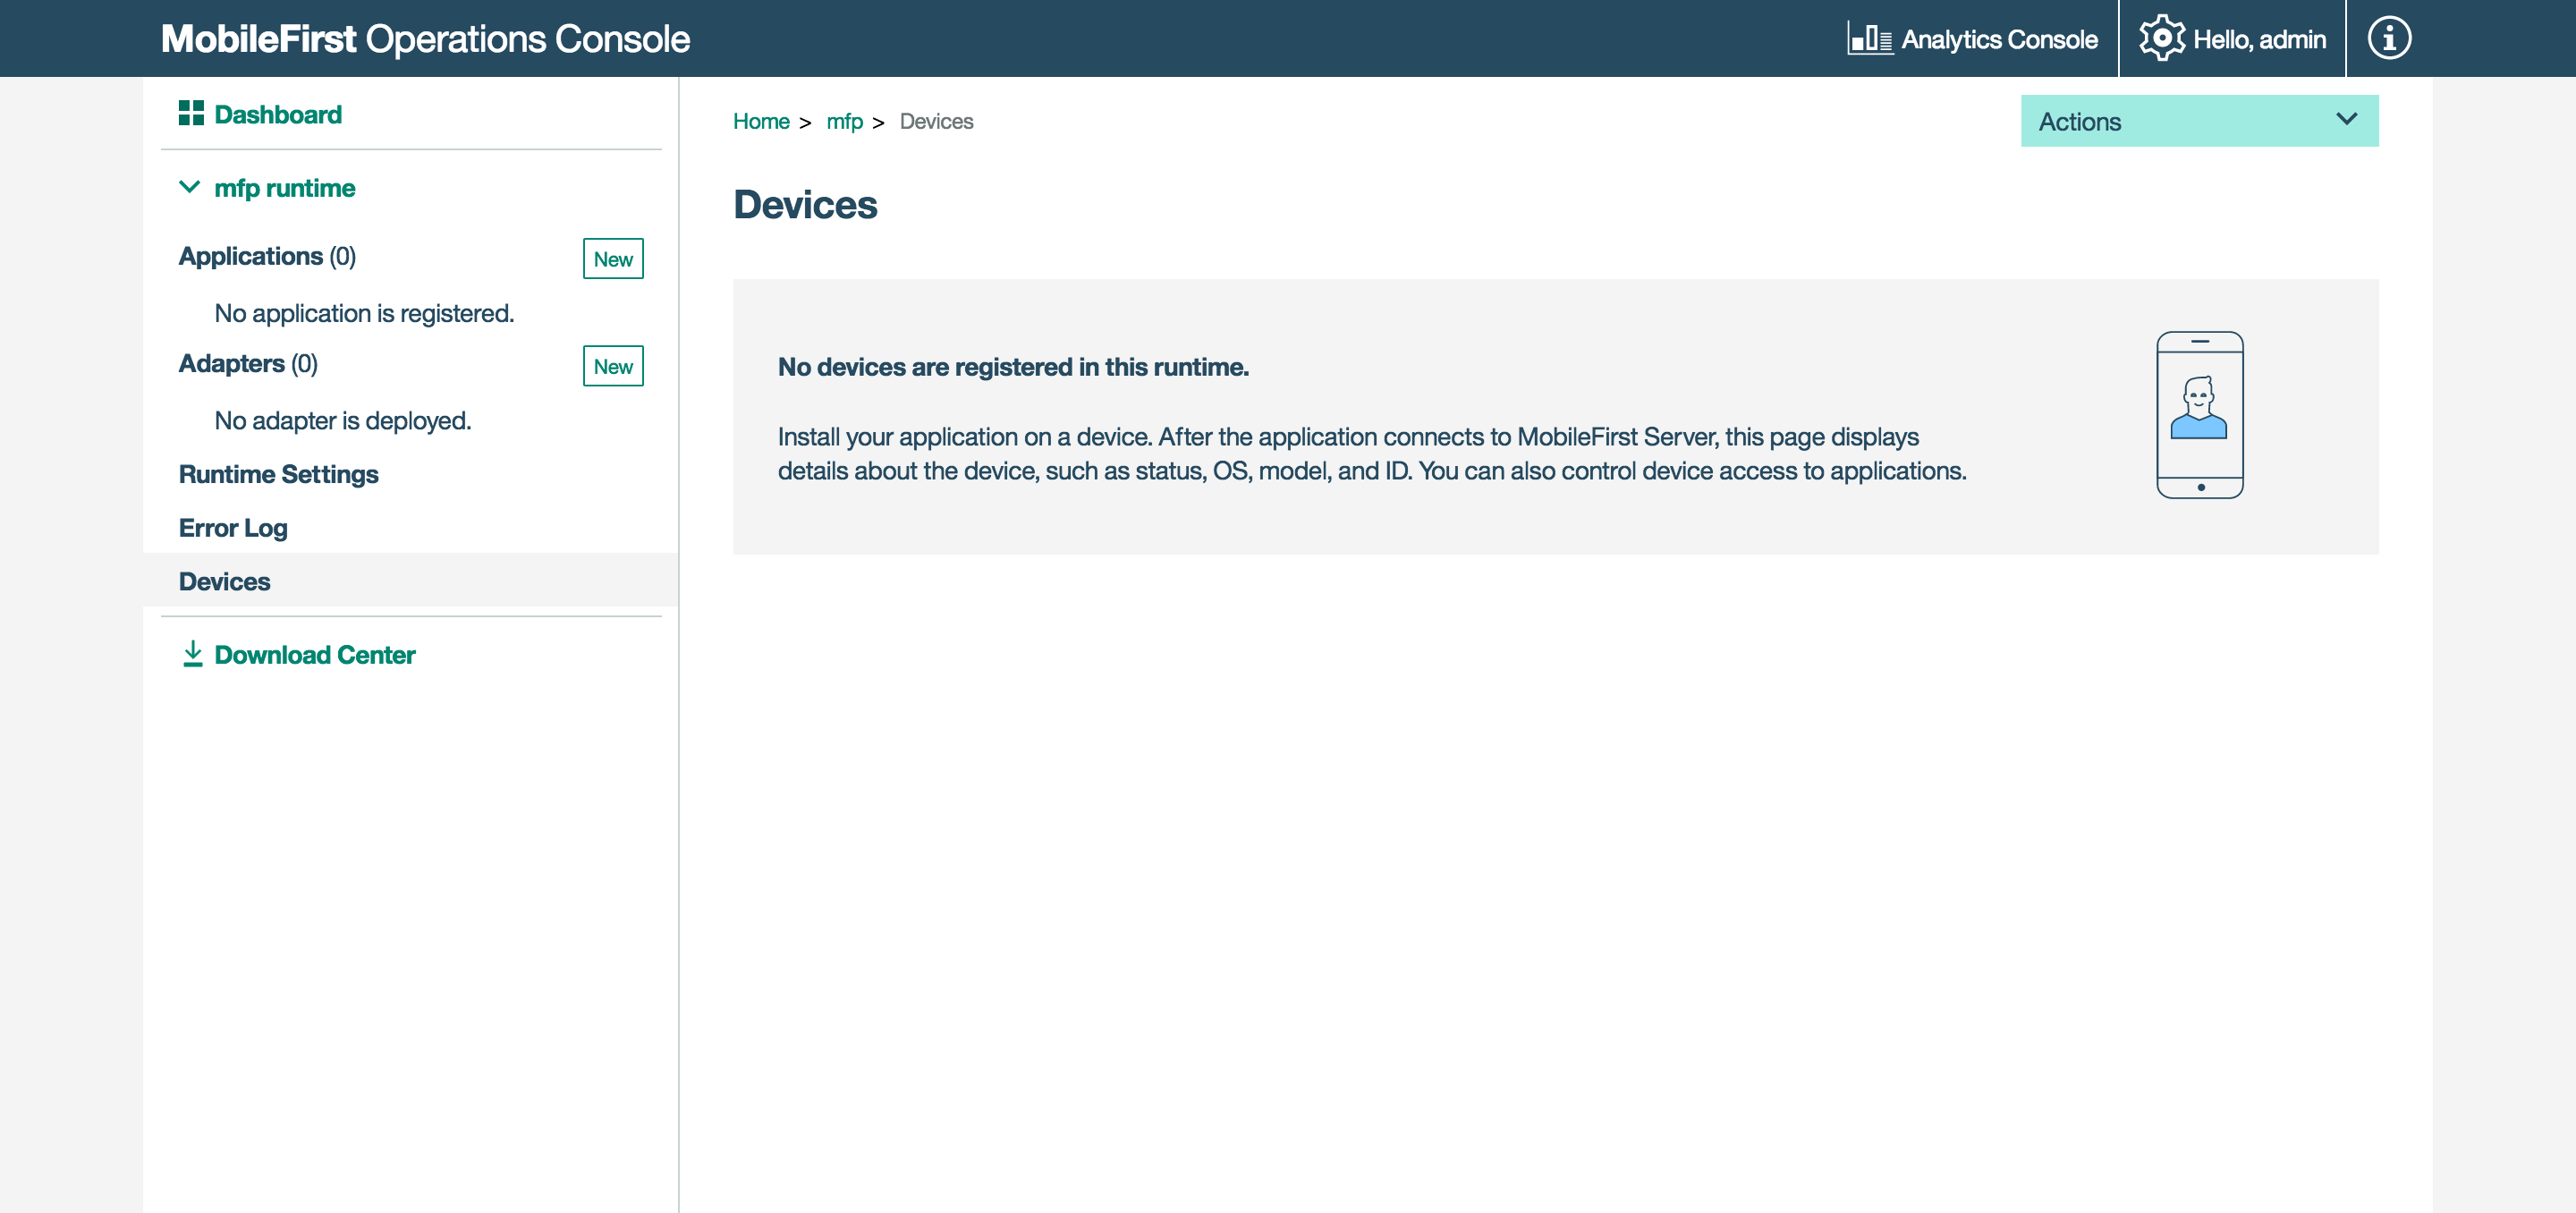 MobileFirst Operations Console
Analytics Console
Hello, admin
Dashboard
mfp runtime
Applications (0)
New
No application is registered.
Adapters (0)
New
No adapter is deployed.
Runtime Settings
Error Log
Devices
Download Center
Home > mfp > Devices
Actions
Devices
No devices are registered in this runtime.
Install your application on a device. After the application connects to MobileFirst Server, this page displays
details about the device, such as status, OS, model, and ID. You can also control device access to applications.